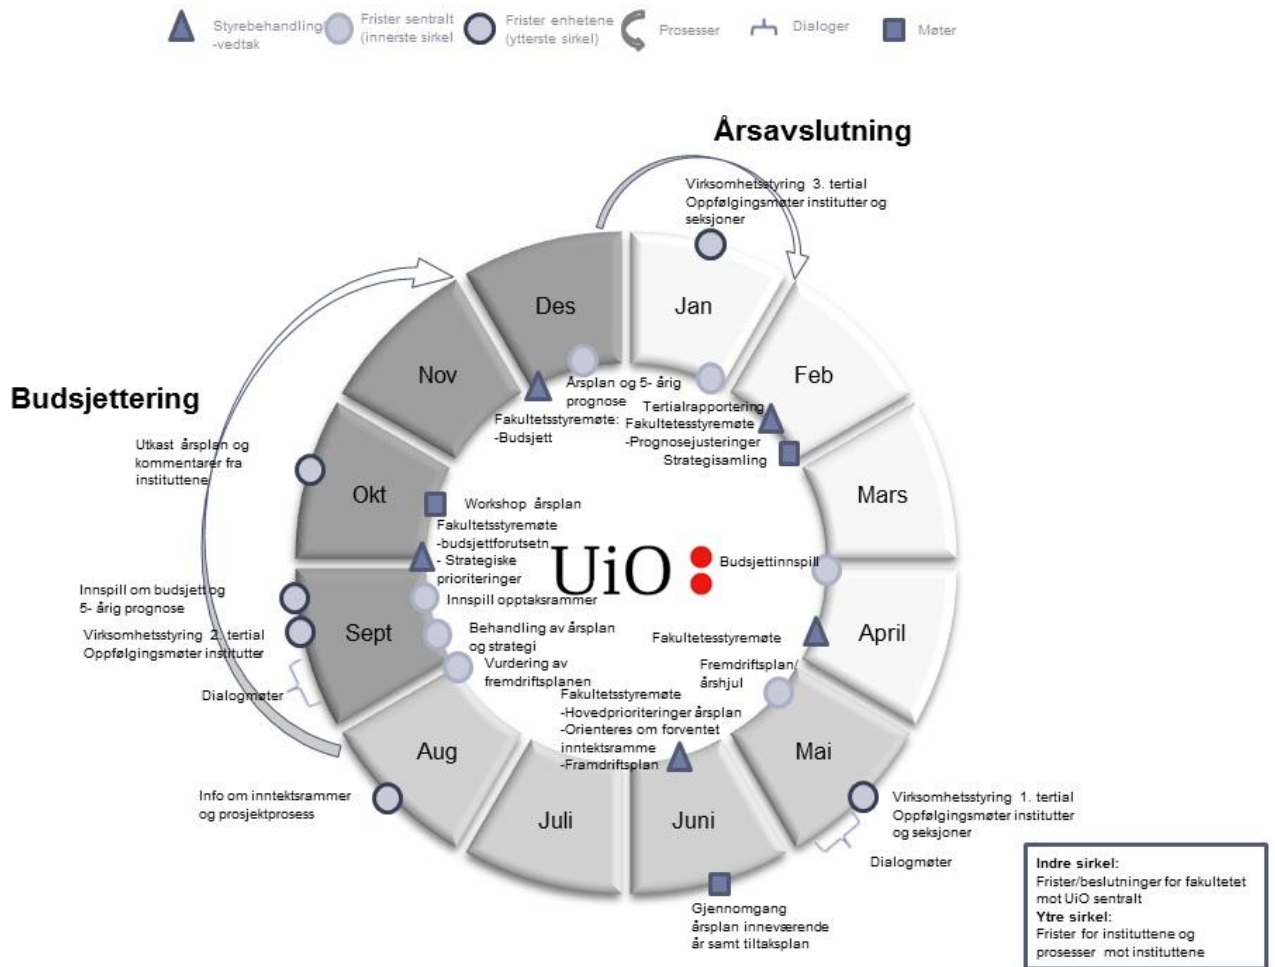 Styrebehandling
-vedtak
Frister sentralt
(innerste sirkel
Frister enhetene
(ytterste sirkel)
Prosesser
Dialoger
Møter
Årsavslutning
Virksomhetsstyring 3. tertial
Oppfølgingsmøter institutter og
seksjoner
Des
Jan
Nov
Feb
Budsjettering
Årsplan og 5- årig
prognose
Fakultetsstyremøte:
-Budsjett
Tertialrapportering
Fakultetesstyremøte
-Prognosejusteringer
Strategisamling
Utkast årsplan og
kommentarer fra
instituttene
Okt
Mars
Workshop årsplan
Fakultetsstyremøte
-budsjettforutsetn
- Strategiske
prioriteringer
UiO:
Budsjettinnspill
Innspill om budsjett og
5- årig prognose
Innspill opptaksrammer
Virksomhetsstyring 2. tertial
Oppfølgingsmøter institutter
Sept
Behandling av årsplan
og strategi
Fakultetesstyremøte
April
Vurdering av
fremdriftsplanen
Fremdriftsplan/
årshjul
Dialogmøter
Fakultetsstyremøte
-Hovedprioriteringer årsplan
-Orienteres om forventet
inntektsramme
-Framdriftsplan
Aug
Mai
Info om inntektsrammer
og prosjektprosess
Juli
Juni
Virksomhetsstyring 1. tertial
Oppfølgingsmøter institutter
og seksjoner
Dialogmøter
Gjennomgang
årsplan inneværende
år samt tiltaksplan
Indre sirkel:
Frister/beslutninger for fakultetet
mot UiO sentralt
Ytre sirkel:
Frister for instituttene og
prosesser mot instituttene